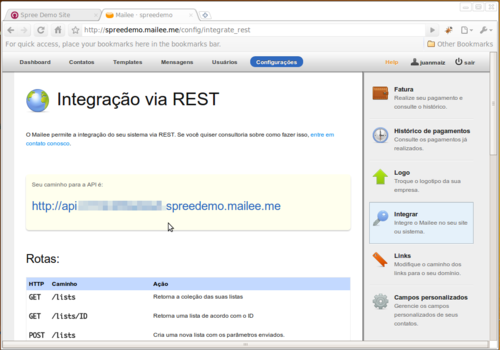 Spree Demo Site
Mailee - spreedemo
http://spreedemo.mailee.me/config/integrate_rest
For quick access, place your bookmarks here in the bookmarks bar.
Other Bookmarks
Dashboard Contatos Templates Mensagens Usuários Configurações Help juanmaiz sair
Integração via REST
O Mailee permite a integração do seu sistema via REST. Se você quiser consultoria sobre como fazer isso, entre
em contato conosco.
Seu caminho para a API é:
http://api spreedemo.mailee.me
Rotas:
HTTP Caminho Ação
GET /lists Retorna a coleção das suas listas
GET /lists/ID Retorna uma lista de acordo com o ID
POST /lists Cria uma nova lista com os parâmetros enviados.
Fatura
Realize seu pagamento e
consulte o histórico.
Histórico de pagamentos
Consulte os pagamentos já
realizados.
Logo
Troque o logotipo da sua
empresa.
Integrar
Integre o Mailee no seu site
ou sistema.
Links
Modifique o caminho dos
links para o seu domínio.
Campos personalizados
Gerencie os campos
personalizados de seus
contatos.